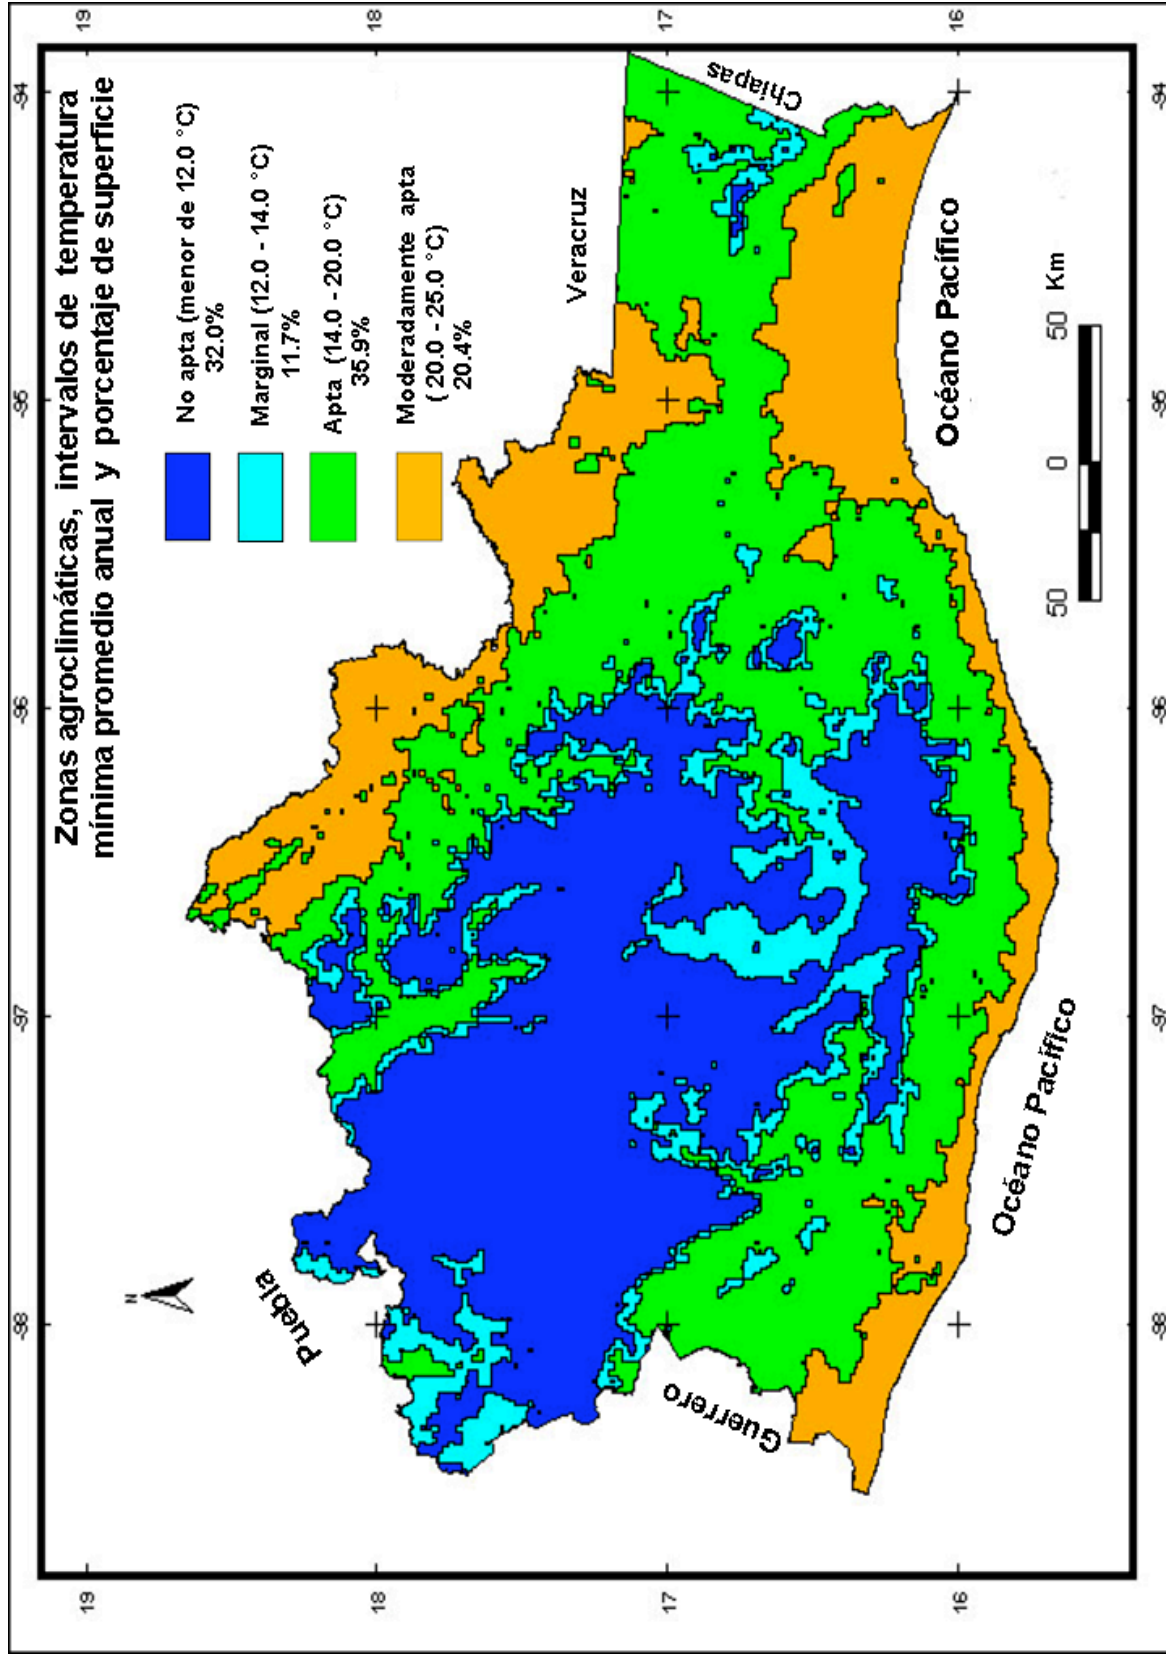 Zonas agroclimáticas, intervalos de temperatura
mínima promedio anual y porcentaje de superficie
No apta (menor de 12.0 °C)
32.0%
Marginal (12.0 - 14.0 °C)
11.7%
Apta (14.0 - 20.0 °C)
35.9%
Moderadamente apta
( 20.0 - 25.0 °C)
20.4%
N
Puebla
Veracruz
Chiapas
Guerrero
Océano Pacífico
Océano Pacífico
50 0 50 Km
-98 -97 -96 -95 -94
19 19
18 18
17 17
16 16
-98 -97 -96 -95 -94